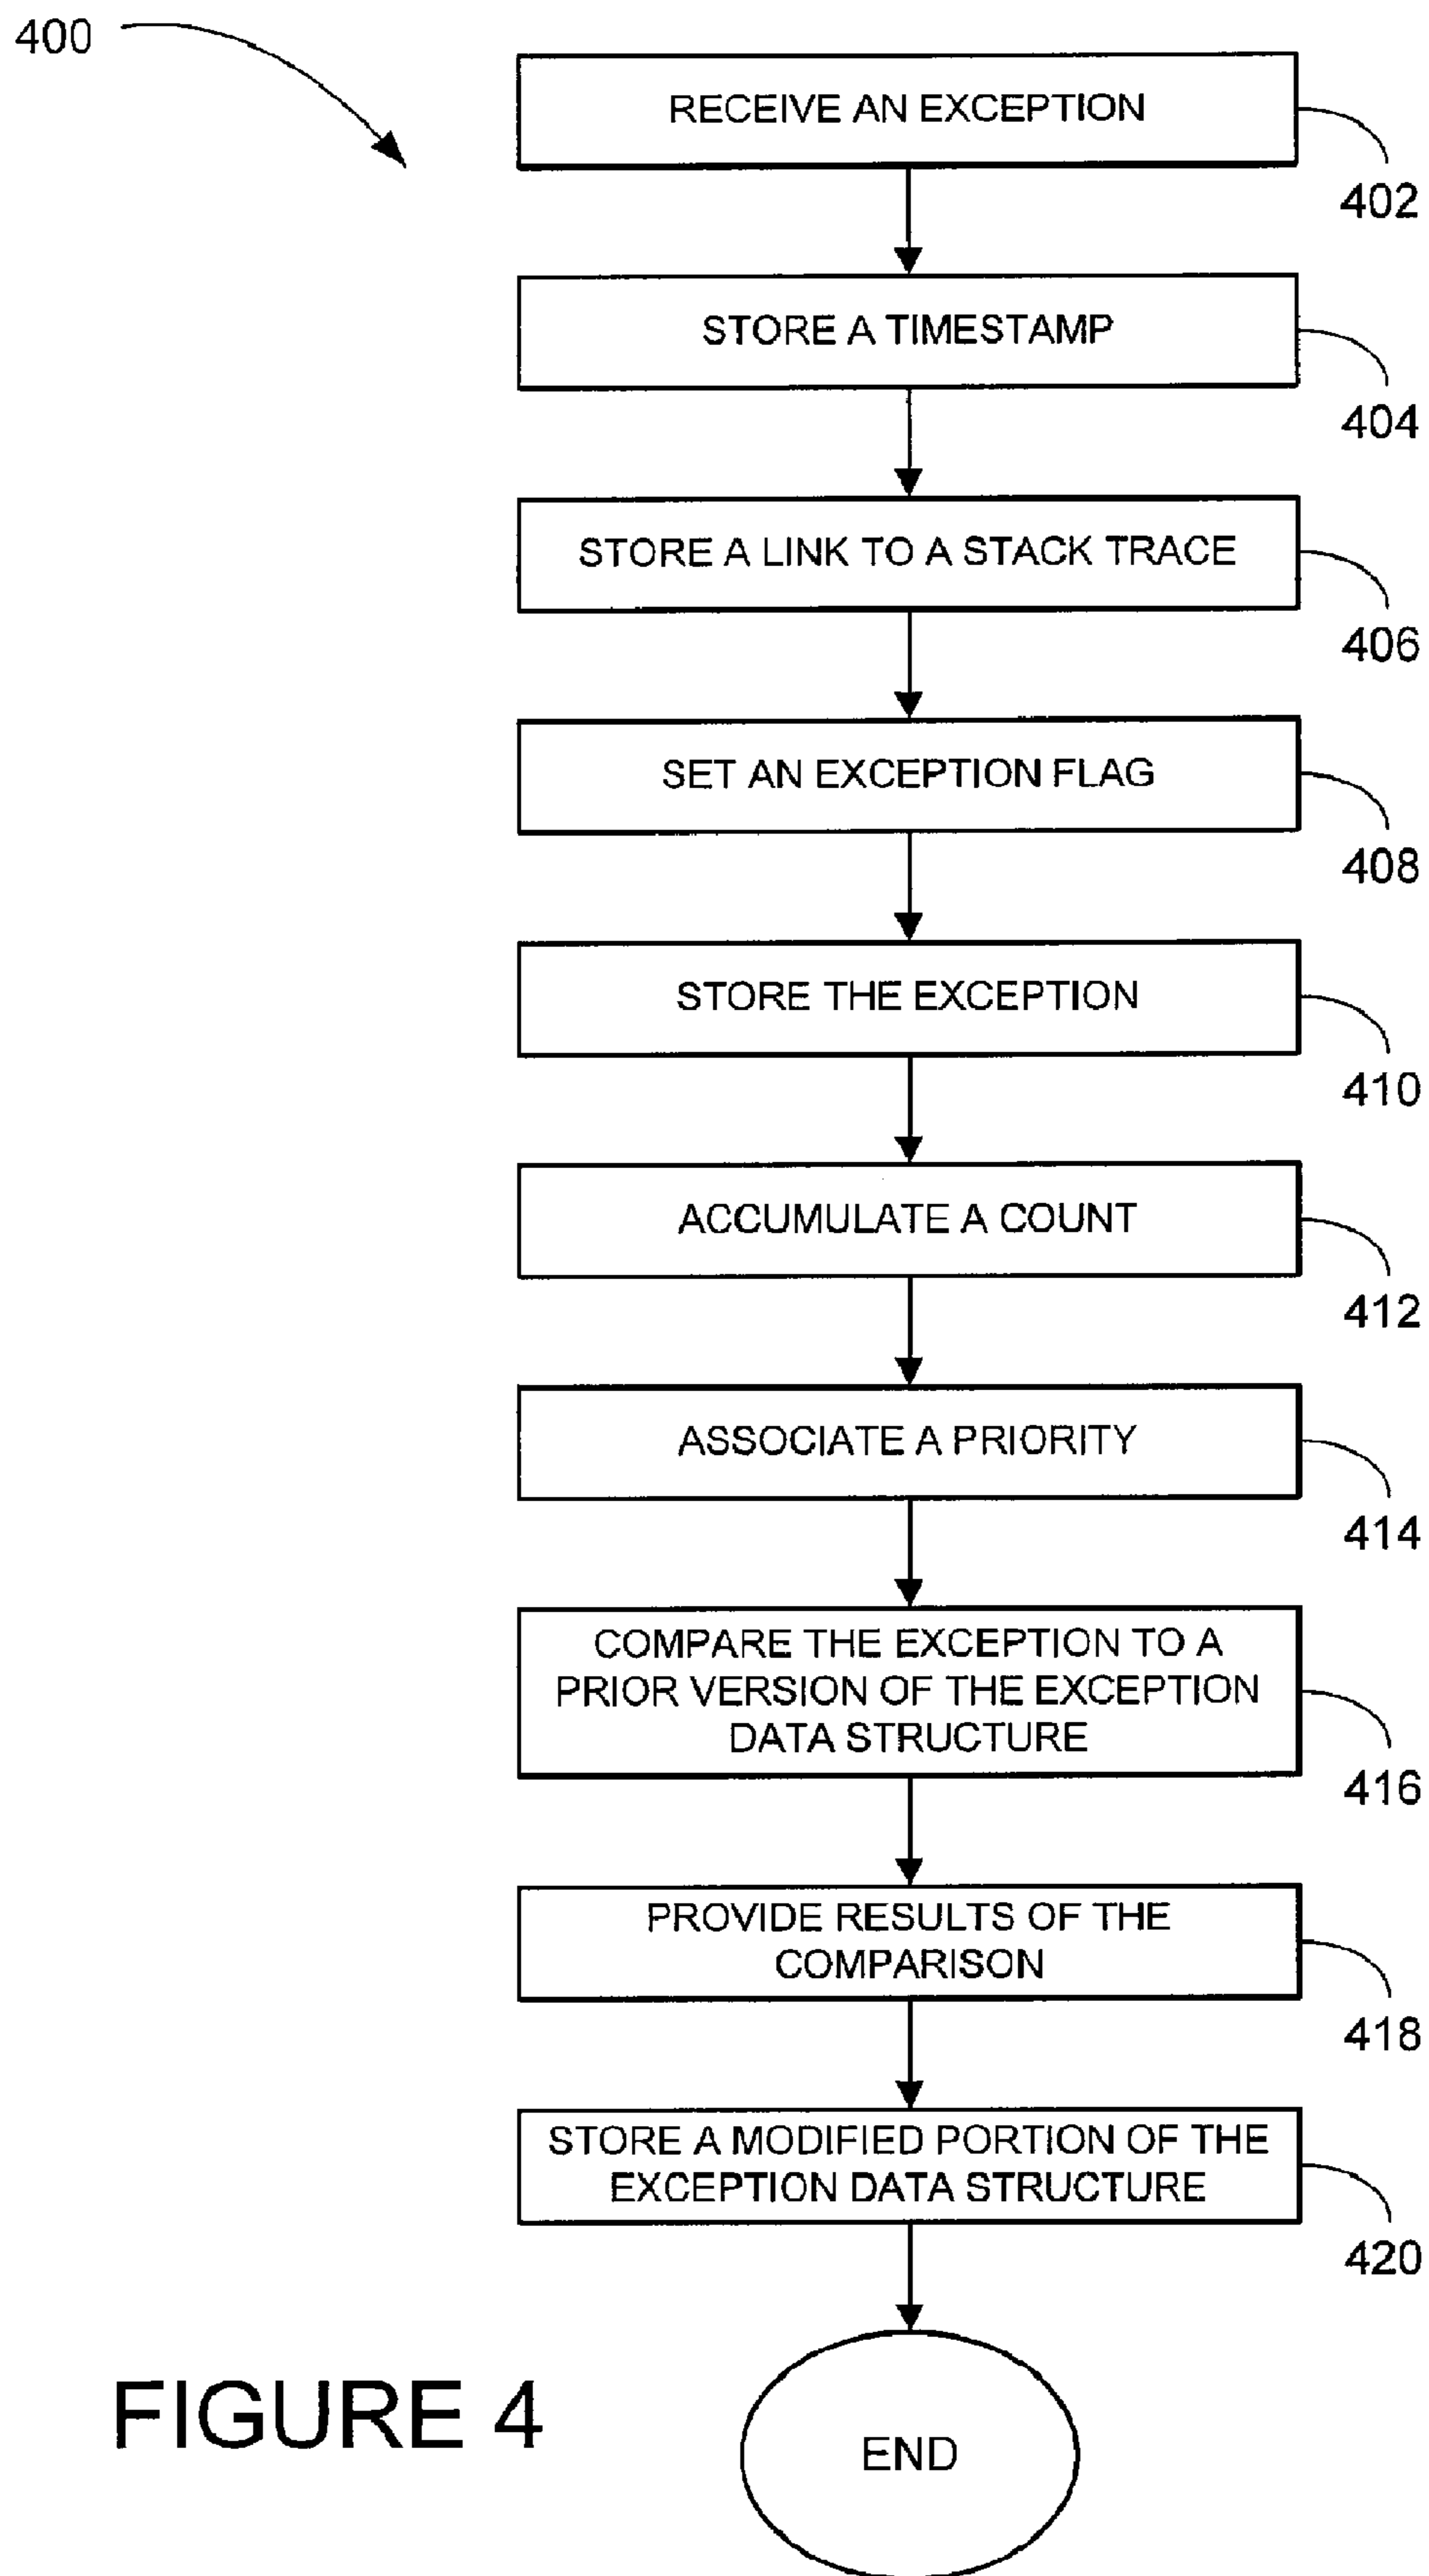 400
RECEIVE AN EXCEPTION
402
STORE A TIMESTAMP
404
STORE A LINK TO A STACK TRACE
406
SET AN EXCEPTION FLAG
408
STORE THE EXCEPTION
410
ACCUMULATE A COUNT
412
ASSOCIATE A PRIORITY
414
COMPARE THE EXCEPTION TO A
PRIOR VERSION OF THE EXCEPTION
DATA STRUCTURE
416
PROVIDE RESULTS OF THE
COMPARISON
418
STORE A MODIFIED PORTION OF THE
EXCEPTION DATA STRUCTURE
420
FIGURE 4
END